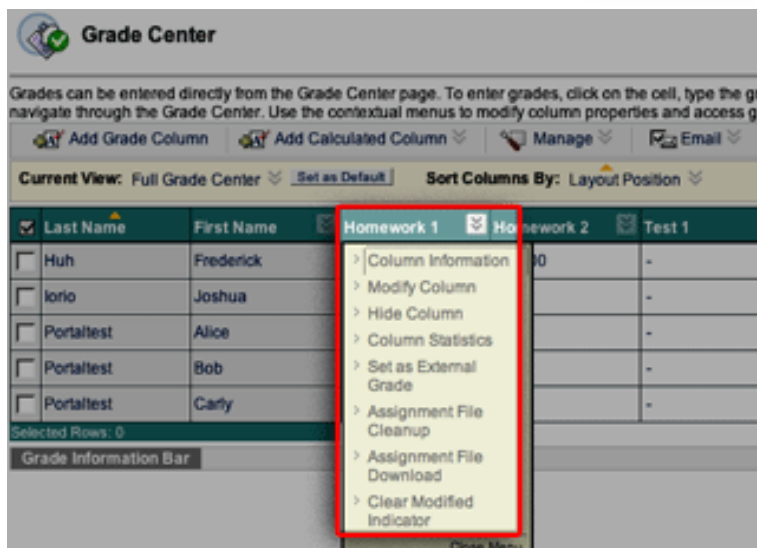 Grade Center
Grades can be entered directly from the Grade Center page. To enter grades, click on the cell, type the
navigate through the Grade Center. Use the contextual menus to modify column properties and access
Add Grade Column Add Calculated Column Manage Email
Current View: Full Grade Center Set as Default Sort Columns By: Layout Position
Last Name First Name Homework 1 Homework 2 Test 1
Huh Frederick 00 -
Iorio Joshua -
Portaltest Alice -
Portaltest Bob -
Portaltest Carly -
Column Information
Modify Column
Hide Column
Column Statistics
Set as External
Grade
Assignment File
Cleanup
Assignment File
Download
Clear Modified
Indicator
Close Menu
Selected Rows: 0
Grade Information Bar